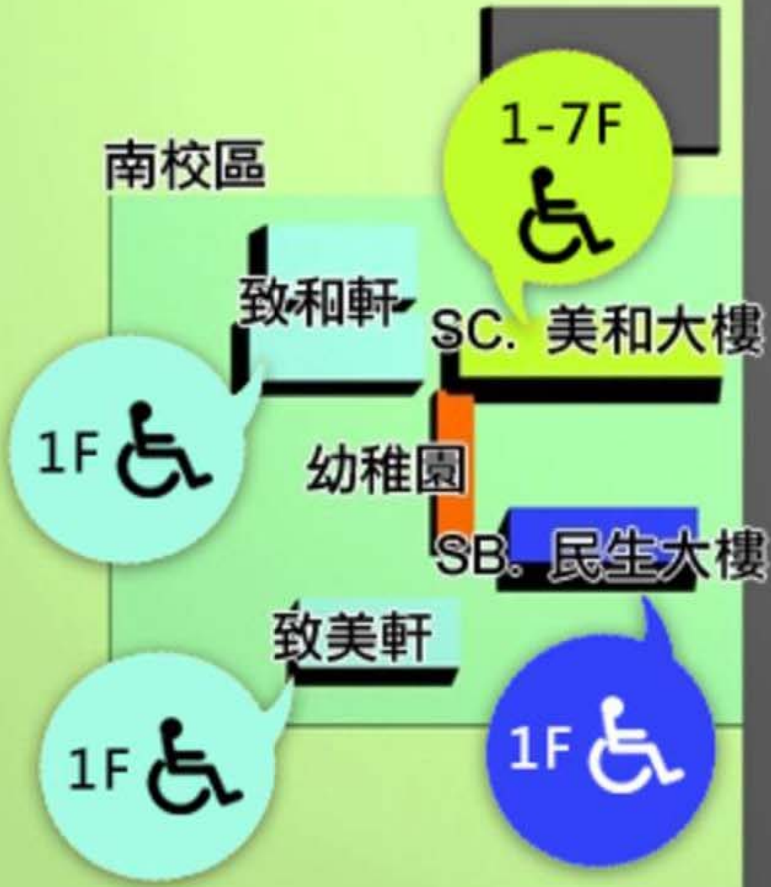 1-7F
南校區
致和軒
SC. 美和大樓
1F
幼稚園
SB. 民生大樓
致美軒
1F
1F